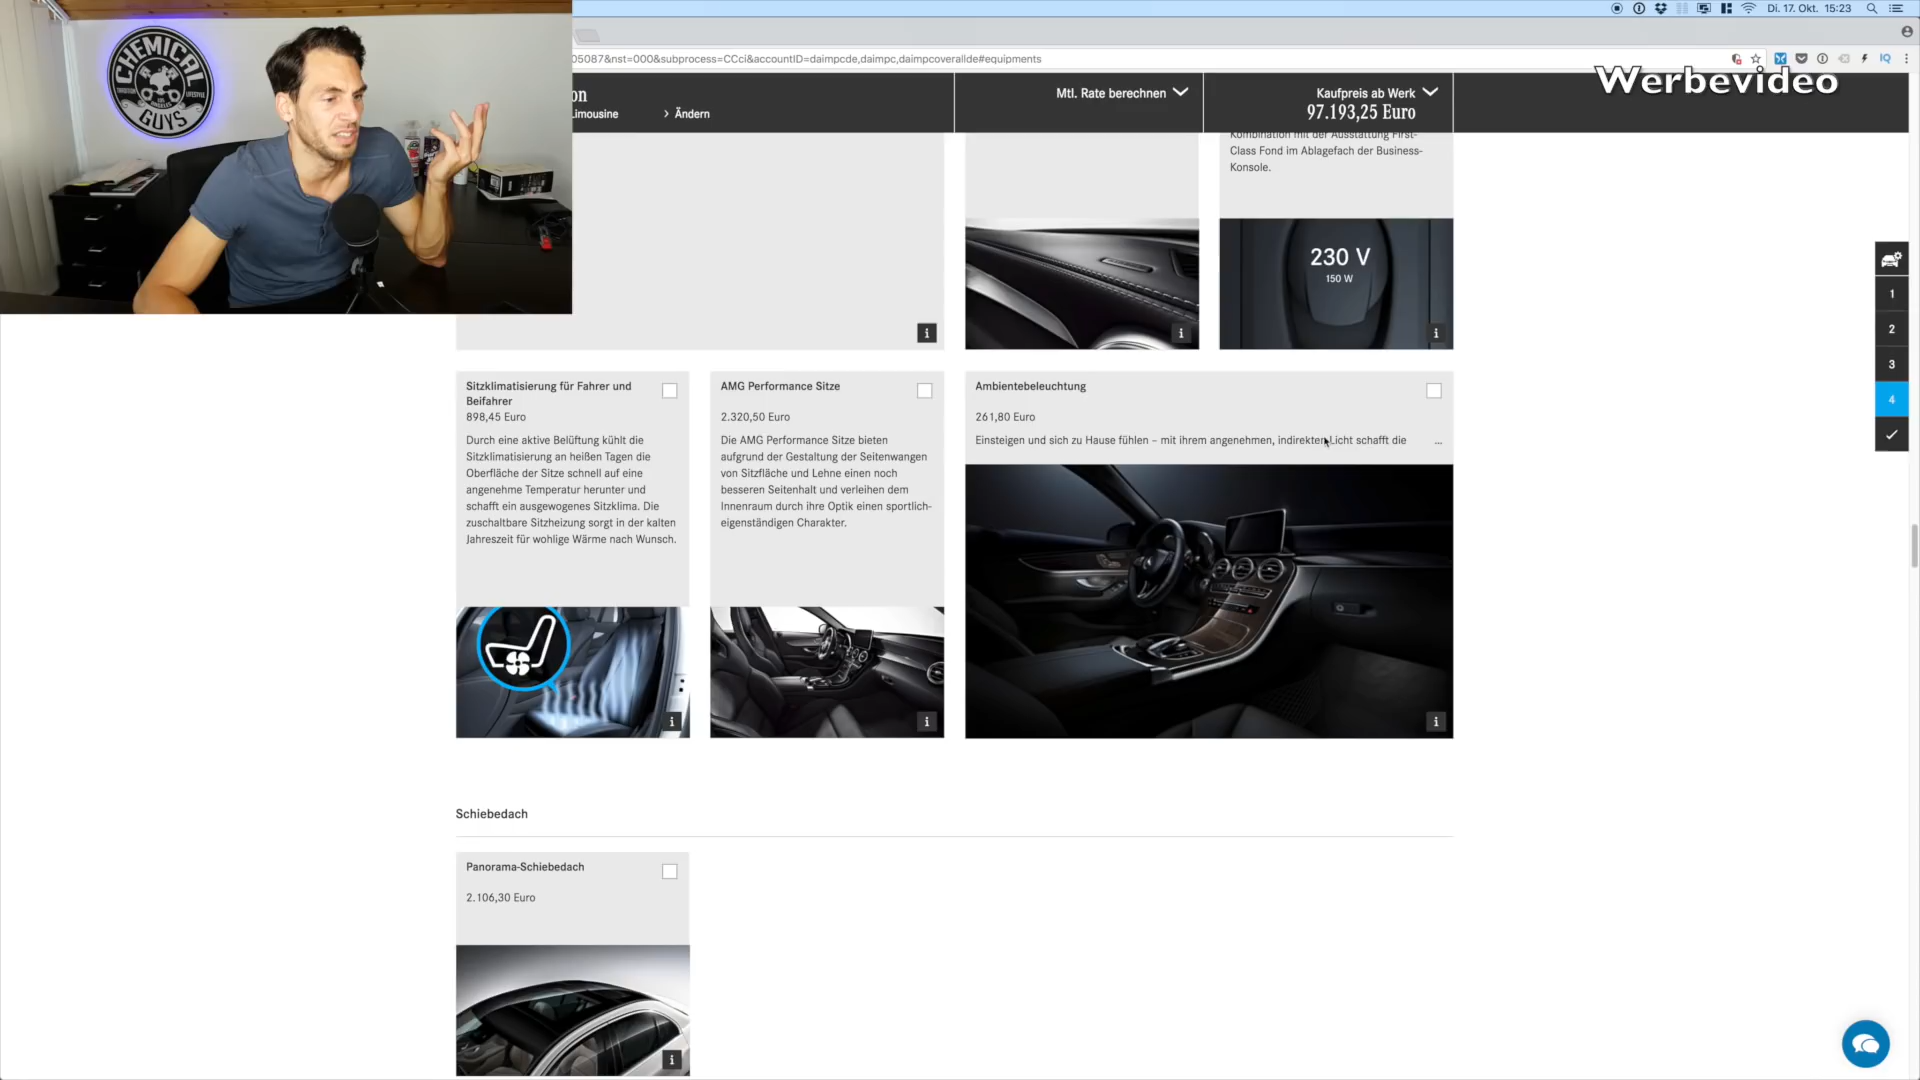 Di. 17. Okt. 15:23
05087&nst=000&subprocess=CCci&accountID=daimpcde,daimpc,daimpcoverallde#equipments
IQ
Werbevideo
CHEMICAL
GUYS
on
Limousine
Ändern
Mtl. Rate berechnen
Kaufpreis ab Werk
97.193,25 Euro
Kombination mit der Ausstattung First-
Class Fond im Ablagefach der Business-
Konsole.
230 V
150 W
i
i
i
1
2
3
4
Sitzklimatisierung für Fahrer und
Beifahrer
898,45 Euro
Durch eine aktive Belüftung kühlt die
Sitzklimatisierung an heißen Tagen die
Oberfläche der Sitze schnell auf eine
angenehme Temperatur herunter und
schafft ein ausgewogenes Sitzklima. Die
zuschaltbare Sitzheizung sorgt in der kalten
Jahreszeit für wohlige Wärme nach Wunsch.
i
AMG Performance Sitze
2.320,50 Euro
Die AMG Performance Sitze bieten
aufgrund der Gestaltung der Seitenwangen
von Sitzfläche und Lehne einen noch
besseren Seitenhalt und verleihen dem
Innenraum durch ihre Optik einen sportlich-
eigenständigen Charakter.
i
Ambientebeleuchtung
261,80 Euro
Einsteigen und sich zu Hause fühlen – mit ihrem angenehmen, indirekten Licht schafft die ...
i
Schiebedach
Panorama-Schiebedach
2.106,30 Euro
i